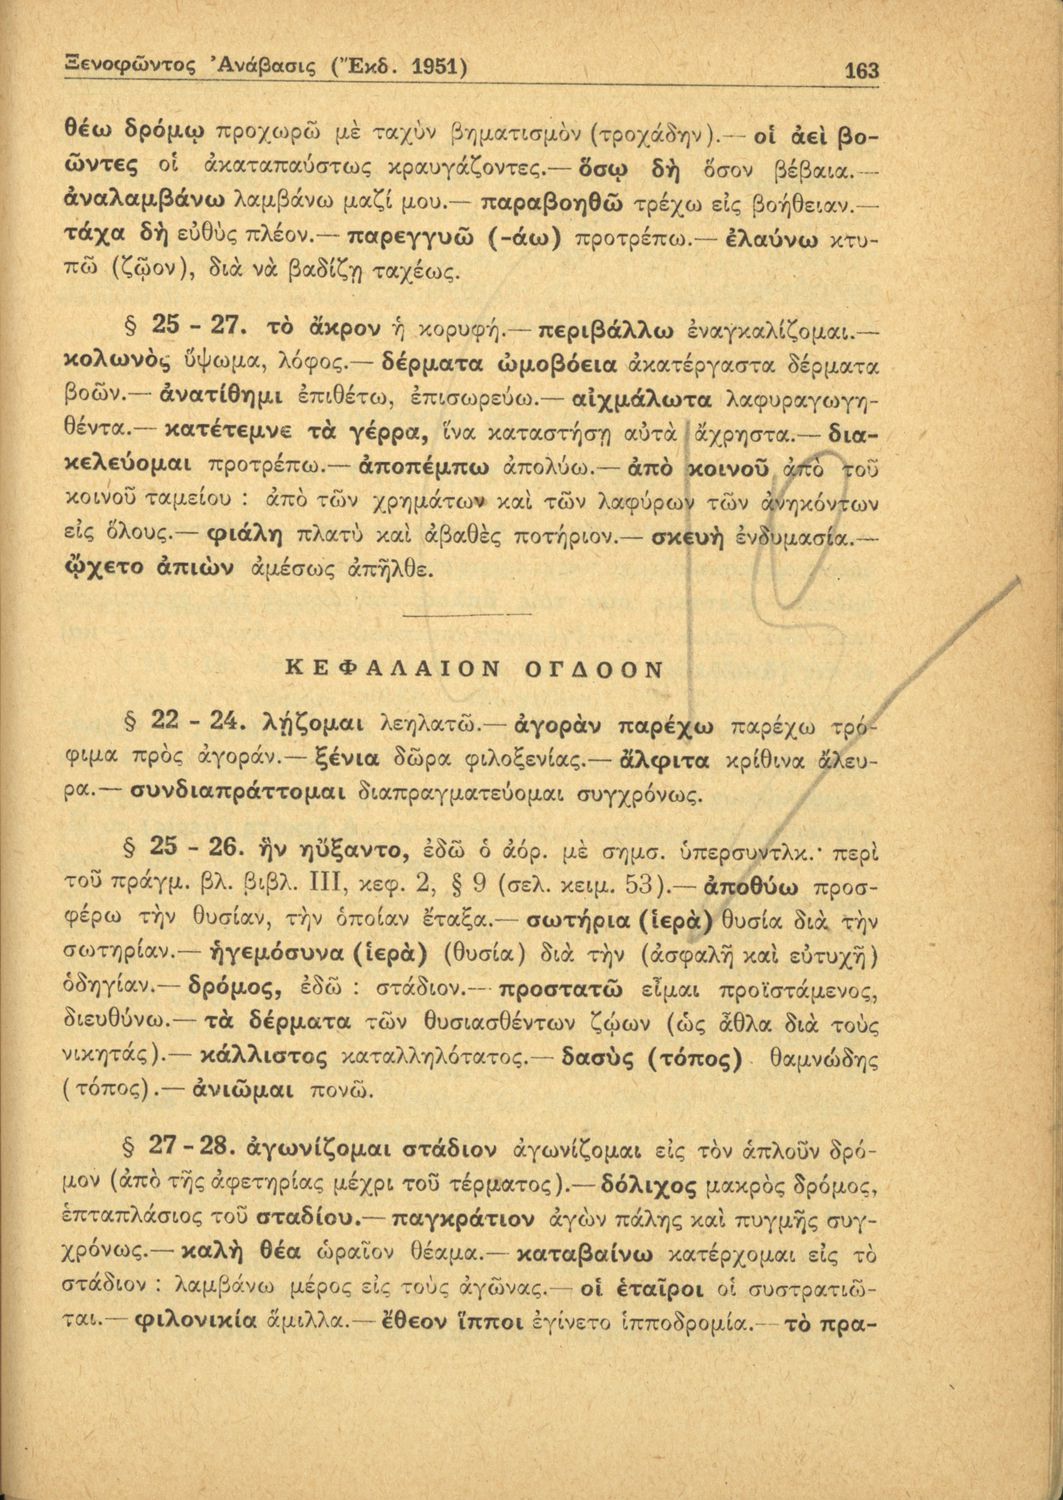 Ξενοφῶντος Ἀνάβασις (Ἔκδ. 1951) 163
θέω δρόμῳ προχωρῶ μὲ ταχὺν βηματισμὸν (τροχάδην).— οἱ ἀεὶ βο-
ῶντες οἱ ἀκαταπαύστως κραυγάζοντες.— ὅσῳ δὴ ὅσον βέβαια.—
ἀναλαμβάνω λαμβάνω μαζί μου.— παραβοηθῶ τρέχω εἰς βοήθειαν.—
τάχα δὴ εὐθὺς πλέον.— παρεγγυῶ (-άω) προτρέπω.— ἐλαύνω κτυ-
πῶ (ζῷον), διὰ νὰ βαδίζῃ ταχέως.
§ 25 - 27. τὸ ἄκρον ἡ κορυφή.— περιβάλλω ἐναγκαλίζομαι.—
κολωνὸς ὕψωμα, λόφος.— δέρματα ὠμοβόεια ἀκατέργαστα δέρματα
βοῶν.— ἀνατίθημι ἐπιθέτω, ἐπισωρεύω.— αἰχμάλωτα λαφυραγωγη-
θέντα.— κατέτεμνε τὰ γέρρα, ἵνα καταστήσῃ αὐτὰ ἄχρηστα.— δια-
κελεύομαι προτρέπω.— ἀποπέμπω ἀπολύω.— ἀπὸ κοινοῦ ἀπὸ τοῦ
κοινοῦ ταμείου : ἀπὸ τῶν χρημάτων καὶ τῶν λαφύρων τῶν ἀνηκόντων
εἰς ὅλους.— φιάλη πλατὺ καὶ ἀβαθὲς ποτήριον.— σκευὴ ἐνδυμασία.—
ᾤχετο ἀπιὼν ἀμέσως ἀπῆλθε.
ΚΕΦΑΛΑΙΟΝ ΟΓΔΟΟΝ
§ 22 - 24. λῄζομαι λεηλατῶ.— ἀγορὰν παρέχω παρέχω τρό-
φιμα πρὸς ἀγοράν.— ξένια δῶρα φιλοξενίας.— ἄλφιτα κρίθινα ἄλευ-
ρα.— συνδιαπράττομαι διαπραγματεύομαι συγχρόνως.
§ 25 - 26. ἣν ηὔξαντο, ἐδῶ ὁ ἀόρ. μὲ σημσ. ὑπερσυντλκ.· περὶ
τοῦ πράγμ. βλ. βιβλ. III, κεφ. 2, § 9 (σελ. κειμ. 53).— ἀποθύω προσ-
φέρω τὴν θυσίαν, τὴν ὁποίαν ἔταξα.— σωτήρια (ἱερὰ) θυσία διὰ τὴν
σωτηρίαν.— ἡγεμόσυνα (ἱερὰ) (θυσία) διὰ τὴν (ἀσφαλῆ καὶ εὐτυχῆ)
ὁδηγίαν.— δρόμος, ἐδῶ : στάδιον.— προστατῶ εἶμαι προϊστάμενος,
διευθύνω.— τὰ δέρματα τῶν θυσιασθέντων ζῴων (ὡς ἆθλα διὰ τοὺς
νικητάς).— κάλλιστος καταλληλότατος.— δασὺς (τόπος) θαμνώδης
(τόπος).— ἀνιῶμαι πονῶ.
§ 27 - 28. ἀγωνίζομαι στάδιον ἀγωνίζομαι εἰς τὸν ἁπλοῦν δρό-
μον (ἀπὸ τῆς ἀφετηρίας μέχρι τοῦ τέρματος).— δόλιχος μακρὸς δρόμος,
ἑπταπλάσιος τοῦ σταδίου.— παγκράτιον ἀγὼν πάλης καὶ πυγμῆς συγ-
χρόνως.— καλὴ θέα ὡραῖον θέαμα.— καταβαίνω κατέρχομαι εἰς τὸ
στάδιον : λαμβάνω μέρος εἰς τοὺς ἀγῶνας.— οἱ ἑταῖροι οἱ συστρατιῶ-
ται.— φιλονικία ἅμιλλα.— ἔθεον ἵπποι ἐγίνετο ἱπποδρομία.— τὸ πρα-